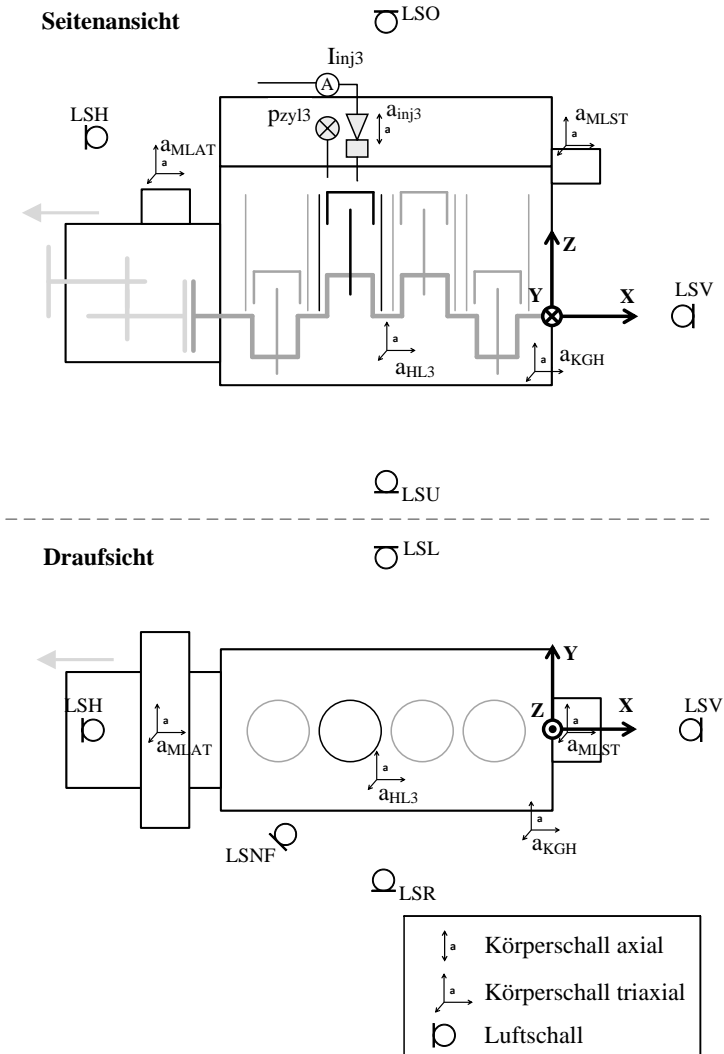 Seitenansicht
LSO
Iinj3
A
LSH
pzyl3
ainj3
a
aMLST
a
aMLAT
a
Z
Y
X
LSV
a
aHL3
a
aKGH
LSU
Draufsicht
LSL
Y
LSH
a
aMLAT
Z
a
X
LSV
aMLST
a
aHL3
a
aKGH
LSNF
LSR
a Körperschall axial
a Körperschall triaxial
Luftschall